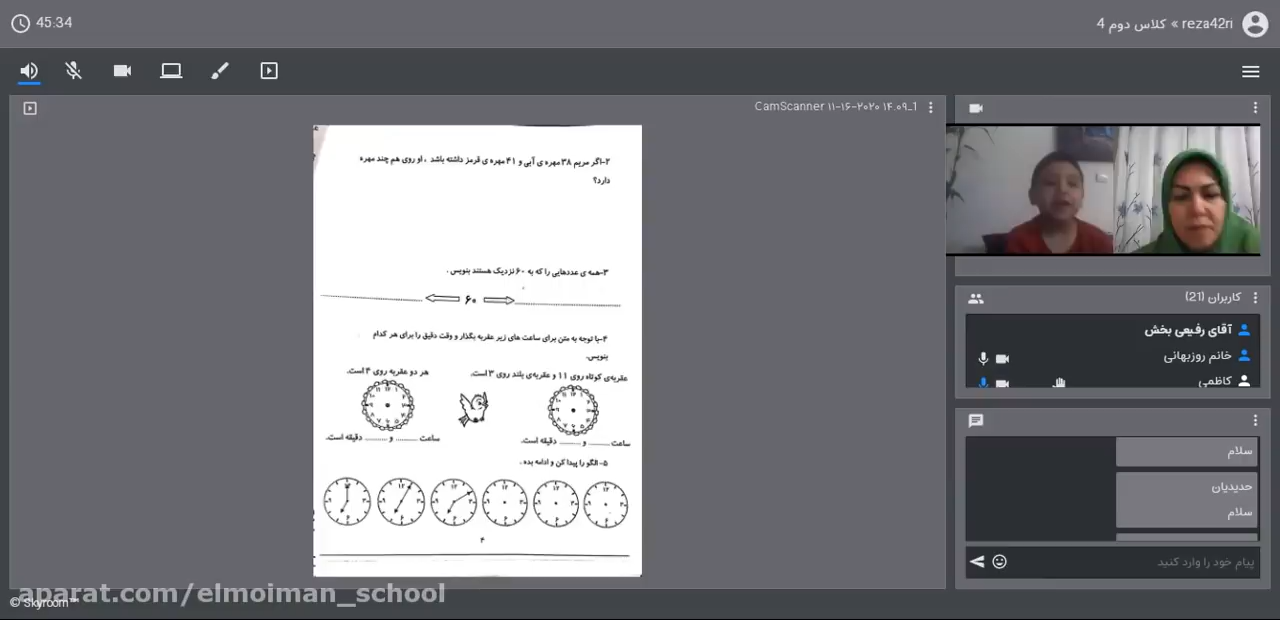 45:34
reza42ri » کلاس دوم 4
CamScanner ۱۱-۱۶-۲۰۲۰ ۱۴.۰۹_1
۲-اگر مریم ۳۸ مهره ی آبی و ۴۱ مهره ی قرمز داشته باشد ، او روی هم چند مهره
دارد؟
۳-همه ی عددهایی را که به ۶۰ نزدیک هستند بنویس .
۶۰
۴-با توجه به متن برای ساعت های زیر عقربه بگذار و وقت دقیق را برای هر کدام
بنویس.
عقربه‌ی کوتاه روی ۱۱ و عقربه‌ی بلند روی ۳ است.
هر دو عقربه روی ۴ است.
ساعت ......... و ......... دقیقه است.
ساعت ......... و ......... دقیقه است.
۵- الگو را پیدا کن و ادامه بده .
۴
کاربران (21)
آقای رفیعی بخش
خانم روزبهانی
کاظمی
سلام
حدیدیان
سلام
پیام خود را وارد کنید
aparat.com/elmoiman_school
© Skyroom™